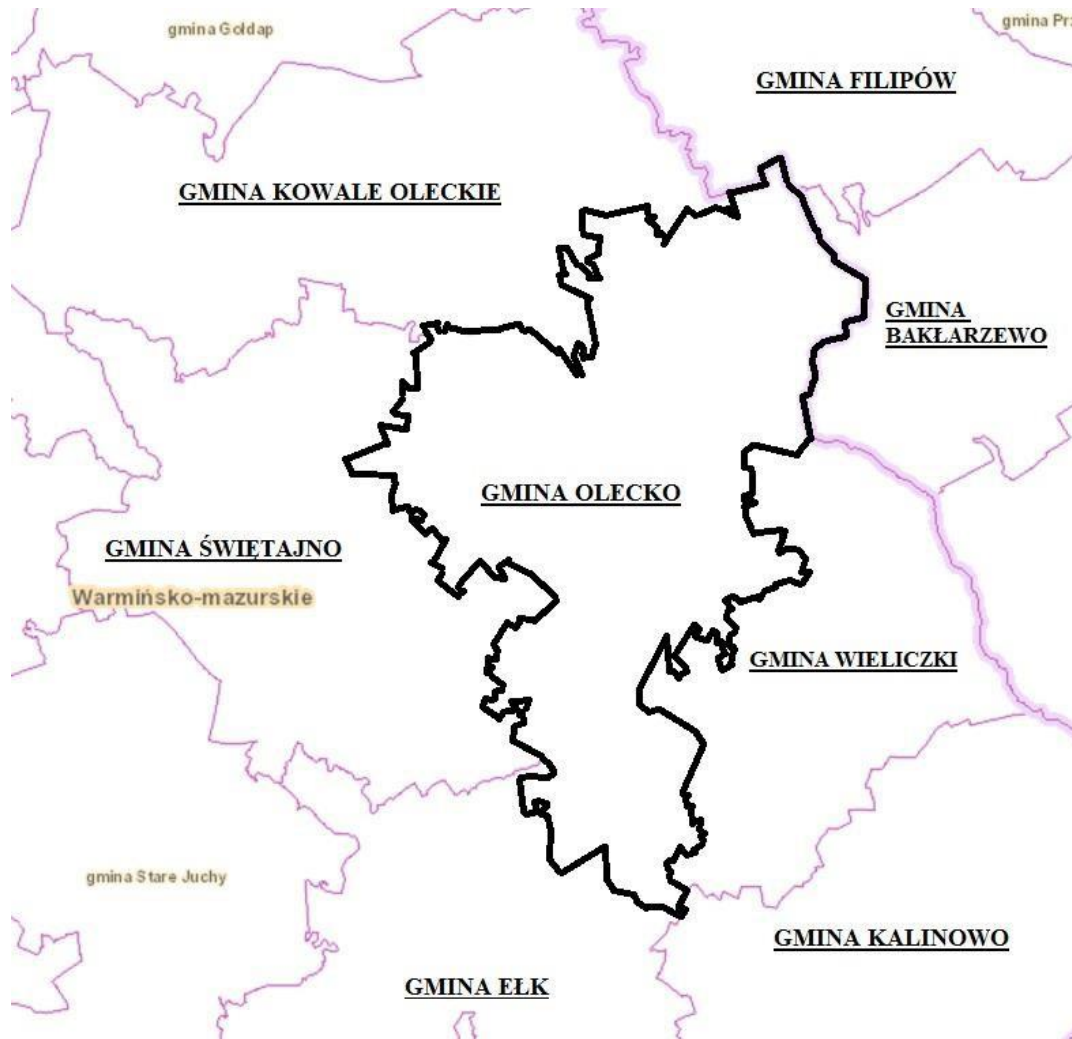 gmina Gołdap
gmina Prz
GMINA FILIPÓW
GMINA KOWALE OLECKIE
GMINA
BAKŁARZEWO
GMINA OLECKO
GMINA ŚWIĘTAJNO
Warmińsko-mazurskie
GMINA WIELICZKI
gmina Stare Juchy
GMINA KALINOWO
GMINA EŁK